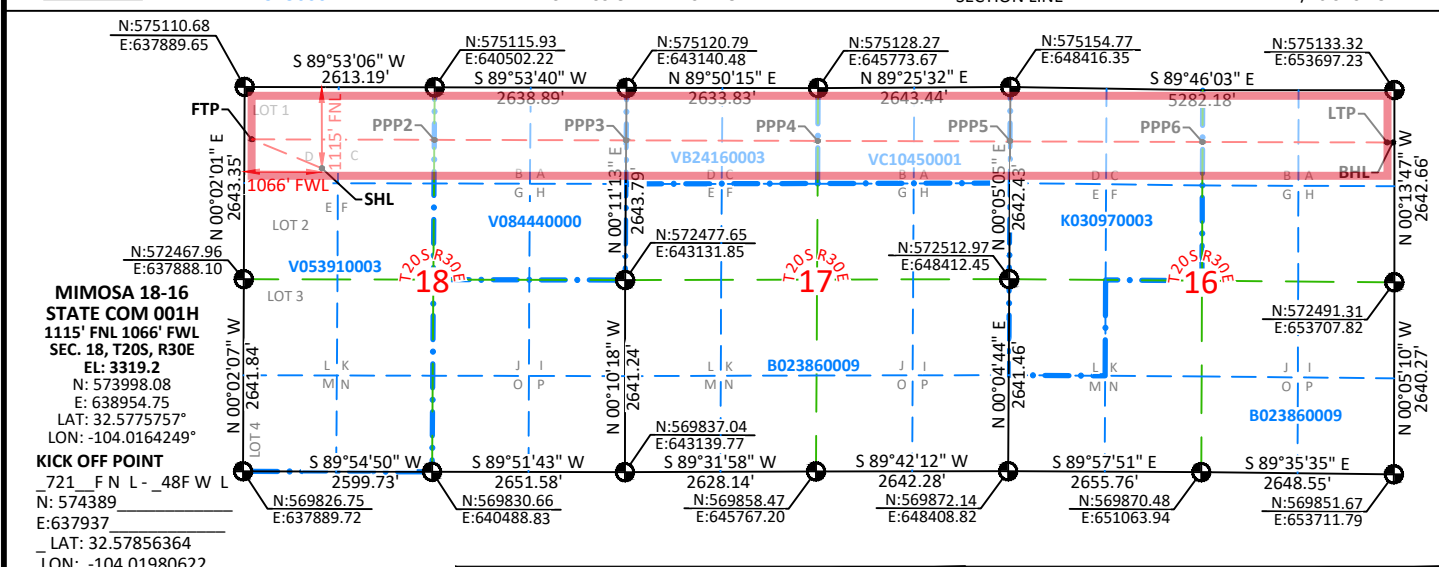 SECTION LINE
N:575110.68
E:637889.65
N:575115.93
E:640502.22
N:575120.79
E:643140.48
N:575128.27
E:645773.67
N:575154.77
E:648416.35
N:575133.32
E:653697.23
S 89°53'06" W
2613.19'
S 89°53'40" W
2638.89'
N 89°50'15" E
2633.83'
N 89°25'32" E
2643.44'
S 89°46'03" E
5282.18'
FTP
LOT 1
1115' FNL
PPP2
PPP3
PPP4
PPP5
PPP6
LTP
D C
B A
VB24160003
VC10450001
D C
B A
D C
B A
BHL
1066' FWL
SHL
E F
G H
E F
G H
E F
G H
N 00°02'01" E
2643.35'
N 00°11'13" E
2643.79'
N 00°05'05" E
2642.43'
N 00°13'47" W
2642.66'
LOT 2
V084440000
K030970003
N:572467.96
E:637888.10
V053910003
T20S R30E
18
N:572477.65
E:643131.85
T20S R30E
17
N:572512.97
E:648412.45
T20S R30E
16
N:572491.31
E:653707.82
LOT 3
MIMOSA 18-16
STATE COM 001H
1115' FNL 1066' FWL
SEC. 18, T20S, R30E
EL: 3319.2
N: 573998.08
E: 638954.75
LAT: 32.5775757°
LON: -104.0164249°
N 00°02'07" W
2641.84'
N 00°10'18" W
2641.24'
N 00°04'44" E
2641.46'
N 00°05'10" W
2640.27'
L K
J I
L K
B023860009
J I
L K
J I
M N
O P
M N
O P
M N
O P
B023860009
LOT 4
N:569837.04
E:643139.77
S 89°54'50" W
2599.73'
S 89°51'43" W
2651.58'
S 89°31'58" W
2628.14'
S 89°42'12" W
2642.28'
S 89°57'51" E
2655.76'
S 89°35'35" E
2648.55'
N:569826.75
E:637889.72
N:569830.66
E:640488.83
N:569858.47
E:645767.20
N:569872.14
E:648408.82
N:569870.48
E:651063.94
N:569851.67
E:653711.79
KICK OFF POINT
_721__F N L - _48F W L
N: 574389____________
E:637937____________
_ LAT: 32.57856364
LON: -104.01980622